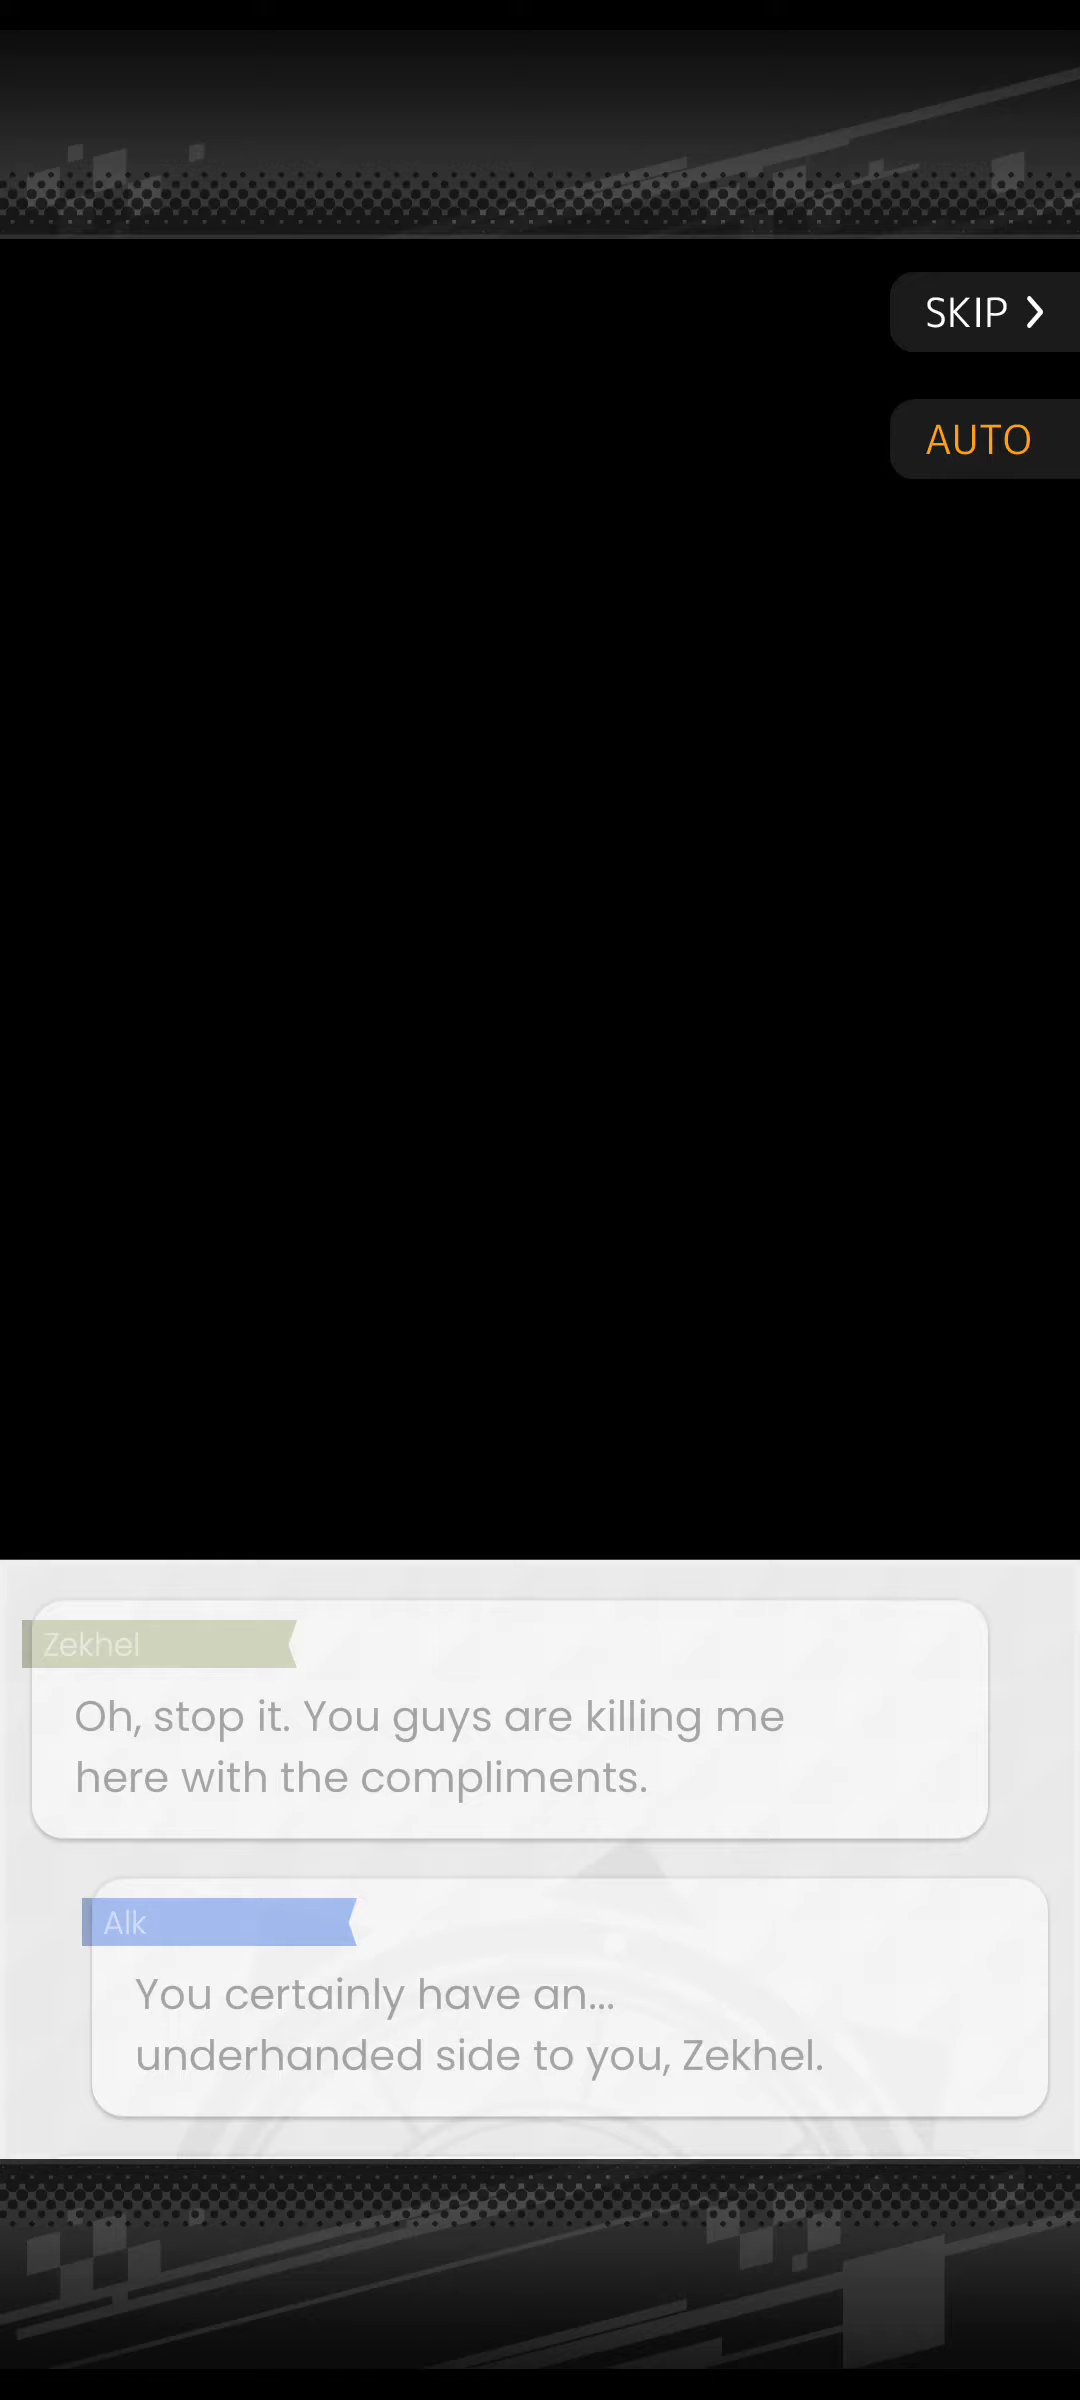 SKIP
AUTO
Zekhel
Oh, stop it. You guys are killing me
here with the compliments.
Alk
You certainly have an...
underhanded side to you, Zekhel.